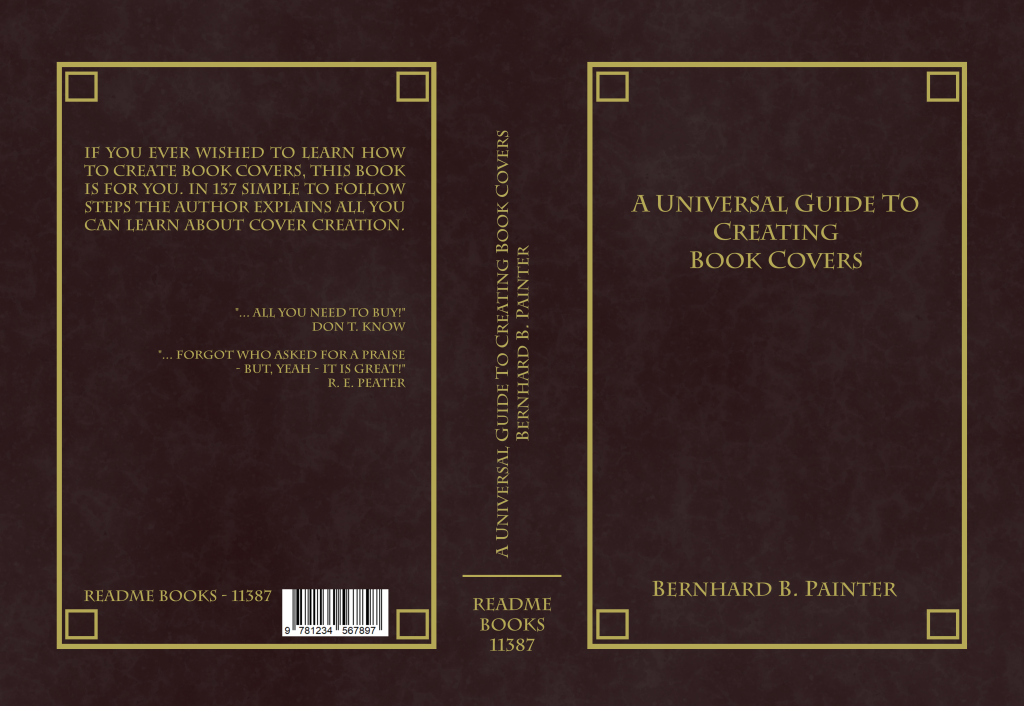 IF YOU EVER WISHED TO LEARN HOW
TO CREATE BOOK COVERS, THIS BOOK
IS FOR YOU. IN 137 SIMPLE TO FOLLOW
STEPS THE AUTHOR EXPLAINS ALL YOU
CAN LEARN ABOUT COVER CREATION.
"... ALL YOU NEED TO BUY!"
DON T. KNOW
"... FORGOT WHO ASKED FOR A PRAISE
- BUT, YEAH - IT IS GREAT!"
R. E. PEATER
README BOOKS - 11387
9 781234 567897
A UNIVERSAL GUIDE TO CREATING BOOK COVERS
BERNHARD B. PAINTER
README
BOOKS
11387
A UNIVERSAL GUIDE TO
CREATING
BOOK COVERS
BERNHARD B. PAINTER